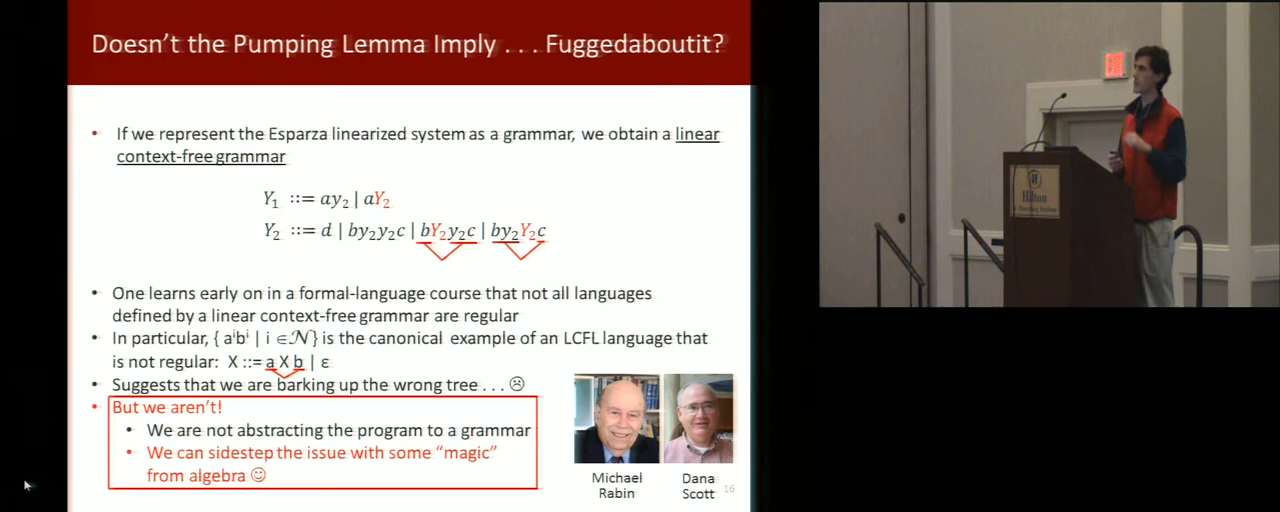 Doesn't the Pumping Lemma Imply . . . Fuggedaboutit?
• If we represent the Esparza linearized system as a grammar, we obtain a linear
context-free grammar
Y₁ ::= ay₂ | aY₂
Y₂ ::= d | by₂y₂c | bY₂y₂c | by₂Y₂c
• One learns early on in a formal-language course that not all languages
defined by a linear context-free grammar are regular
• In particular, { aⁱbⁱ | i ∈ 𝒩 } is the canonical example of an LCFL language that
is not regular: X ::= a X b | ε
• Suggests that we are barking up the wrong tree . . . ☹
• But we aren't!
• We are not abstracting the program to a grammar
• We can sidestep the issue with some "magic"
from algebra ☺
Michael
Rabin
Dana
Scott
16
Hilton